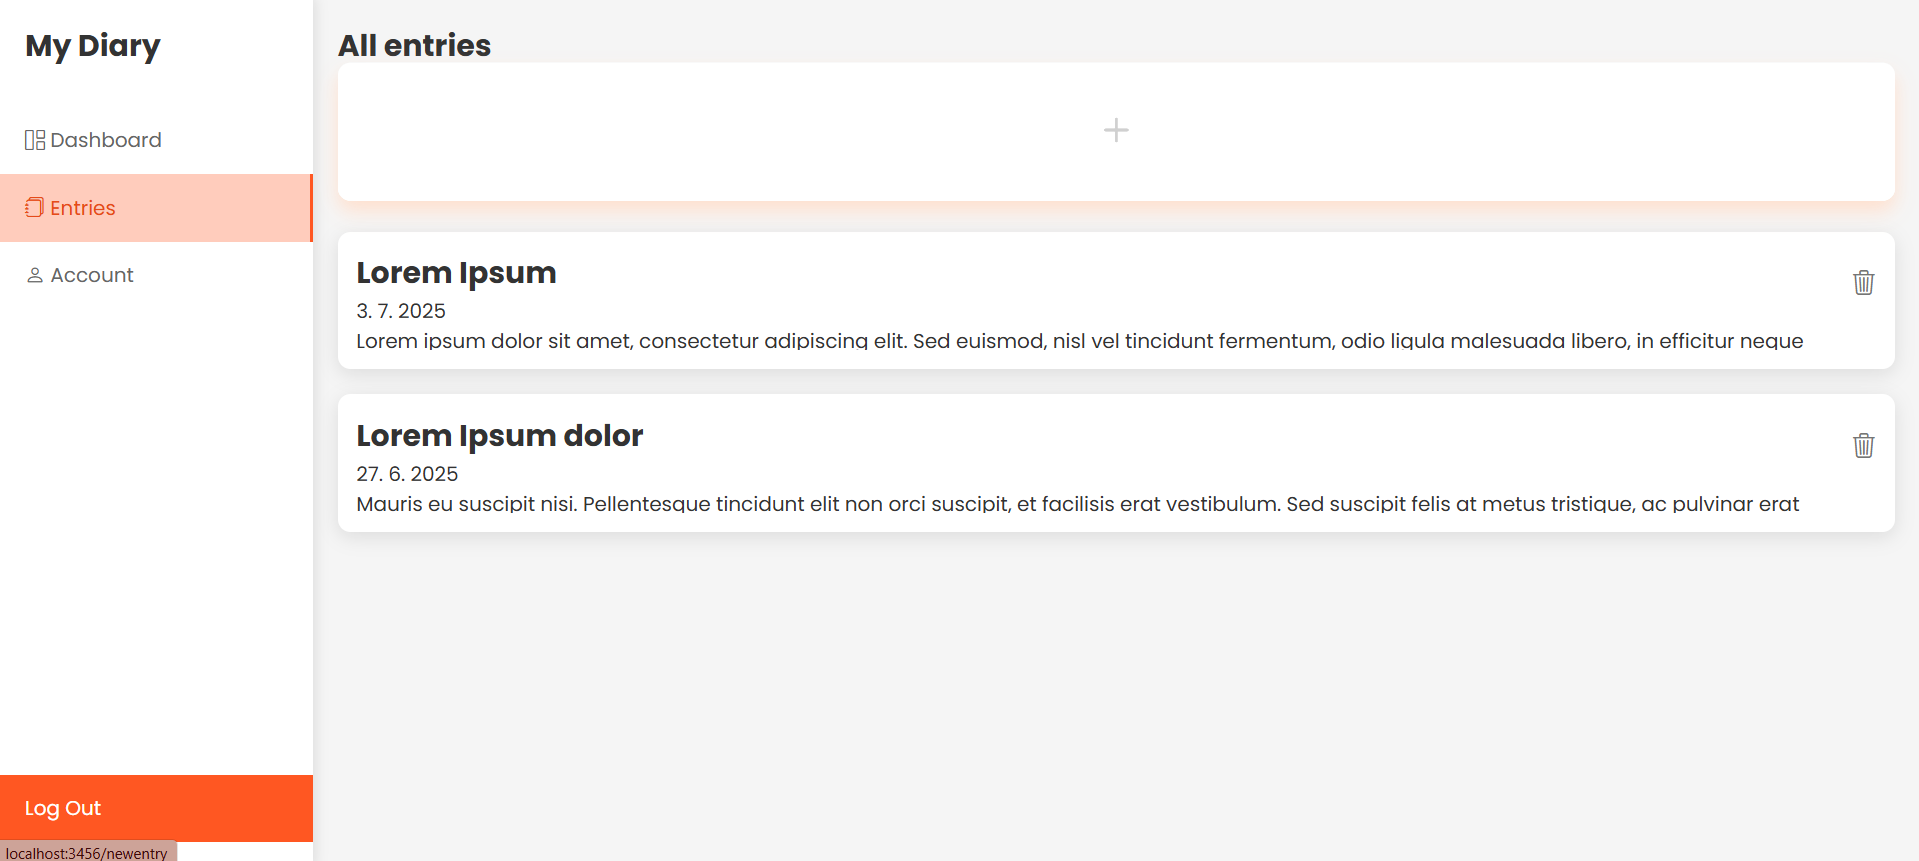 My Diary
Dashboard
Entries
Account
Log Out
localhost:3456/newentry
All entries
Lorem Ipsum
3. 7. 2025
Lorem ipsum dolor sit amet, consectetur adipiscing elit. Sed euismod, nisl vel tincidunt fermentum, odio ligula malesuada libero, in efficitur neque
Lorem Ipsum dolor
27. 6. 2025
Mauris eu suscipit nisi. Pellentesque tincidunt elit non orci suscipit, et facilisis erat vestibulum. Sed suscipit felis at metus tristique, ac pulvinar erat